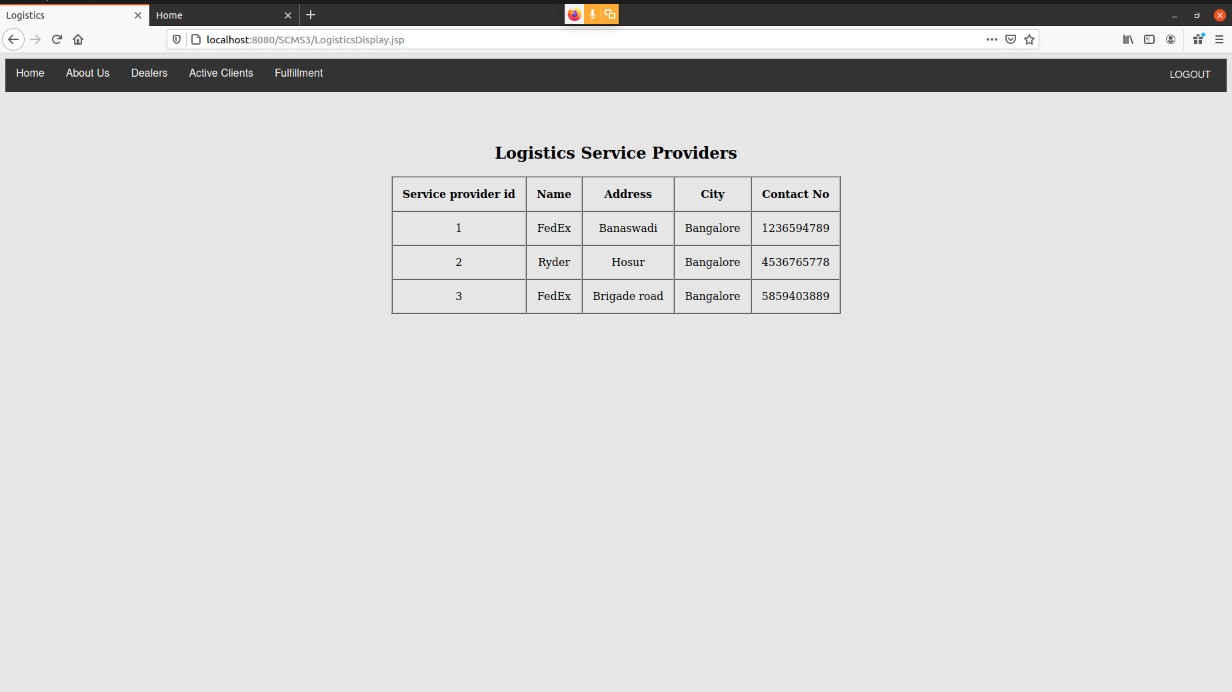 Logistics Home
localhost:8080/SCMS3/LogisticsDisplay.jsp
Home About Us Dealers Active Clients Fulfillment LOGOUT
Logistics Service Providers
Service provider id Name Address City Contact No
1 FedEx Banaswadi Bangalore 1236594789
2 Ryder Hosur Bangalore 4536765778
3 FedEx Brigade road Bangalore 5859403889